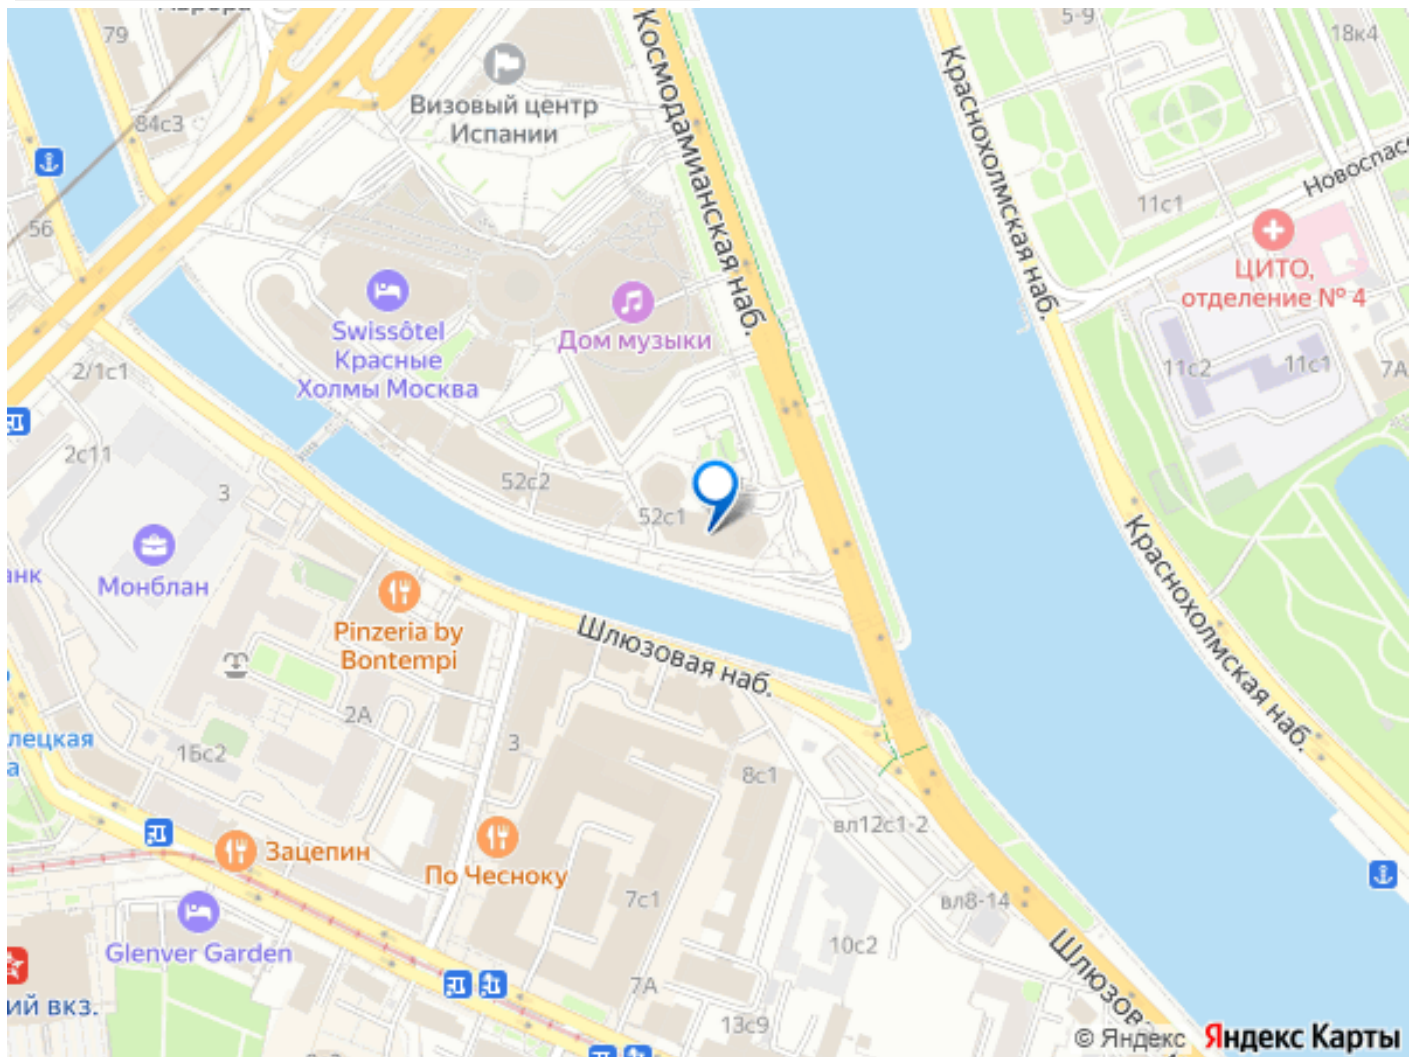 79
84с3
56
Визовый центр
Испании
Космодамианская наб.
Краснохолмская наб.
5-9
18к4
11с1
ЦИТО,
отделение № 4
11с2
11с1
7А
Swissôtel
Красные
Холмы Москва
Дом музыки
2/1с1
2с11
3
52с2
52с1
Монблан
Pinzeria by
Bontempi
Шлюзовая наб.
Краснохолмская наб.
2А
1Бс2
3
8с1
вл12с1-2
вл8-14
Зацепин
По Чесноку
7с1
10с2
Glenver Garden
7А
13с9
ий вкз.
© Яндекс
Яндекс Карты